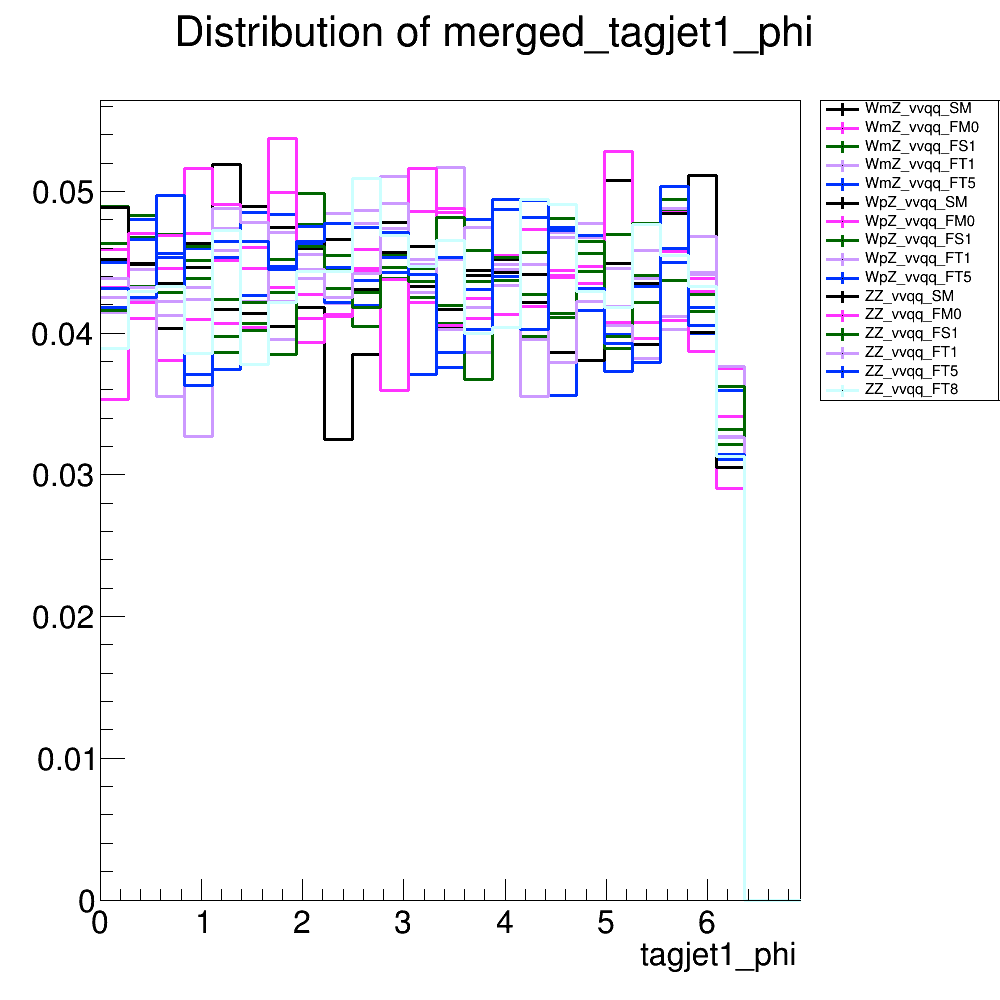 Distribution of merged_tagjet1_phi
WmZ_vvqq_SM
WmZ_vvqq_FM0
WmZ_vvqq_FS1
WmZ_vvqq_FT1
WmZ_vvqq_FT5
WpZ_vvqq_SM
WpZ_vvqq_FM0
WpZ_vvqq_FS1
WpZ_vvqq_FT1
WpZ_vvqq_FT5
ZZ_vvqq_SM
ZZ_vvqq_FM0
ZZ_vvqq_FS1
ZZ_vvqq_FT1
ZZ_vvqq_FT5
ZZ_vvqq_FT8
0.05
0.04
0.03
0.02
0.01
0
0 1 2 3 4 5 6
tagjet1_phi